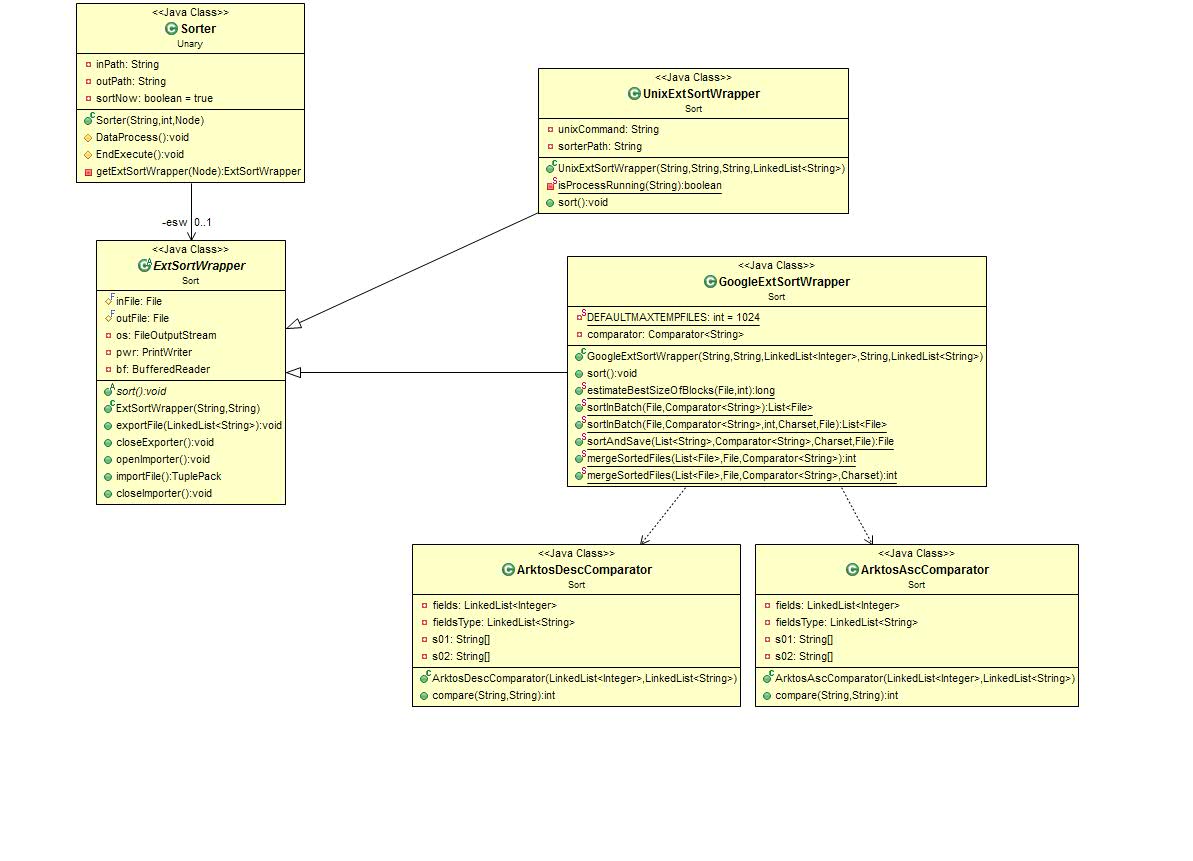 <<Java Class>>
Sorter
Unary
inPath: String
outPath: String
sortNow: boolean = true
Sorter(String,int,Node)
DataProcess():void
EndExecute():void
getExtSortWrapper(Node):ExtSortWrapper
-esw 0..1
<<Java Class>>
ExtSortWrapper
Sort
inFile: File
outFile: File
os: FileOutputStream
pwr: PrintWriter
bf: BufferedReader
sort():void
ExtSortWrapper(String,String)
exportFile(LinkedList<String>):void
closeExporter():void
openImporter():void
importFile():TuplePack
closeImporter():void
<<Java Class>>
UnixExtSortWrapper
Sort
unixCommand: String
sorterPath: String
UnixExtSortWrapper(String,String,String,LinkedList<String>)
isProcessRunning(String):boolean
sort():void
<<Java Class>>
GoogleExtSortWrapper
Sort
DEFAULTMAXTEMPFILES: int = 1024
comparator: Comparator<String>
GoogleExtSortWrapper(String,String,LinkedList<Integer>,String,LinkedList<String>)
sort():void
estimateBestSizeOfBlocks(File,int):long
sortInBatch(File,Comparator<String>):List<File>
sortInBatch(File,Comparator<String>,int,Charset,File):List<File>
sortAndSave(List<String>,Comparator<String>,Charset,File):File
mergeSortedFiles(List<File>,File,Comparator<String>):int
mergeSortedFiles(List<File>,File,Comparator<String>,Charset):int
<<Java Class>>
ArktosDescComparator
Sort
fields: LinkedList<Integer>
fieldsType: LinkedList<String>
s01: String[]
s02: String[]
ArktosDescComparator(LinkedList<Integer>,LinkedList<String>)
compare(String,String):int
<<Java Class>>
ArktosAscComparator
Sort
fields: LinkedList<Integer>
fieldsType: LinkedList<String>
s01: String[]
s02: String[]
ArktosAscComparator(LinkedList<Integer>,LinkedList<String>)
compare(String,String):int